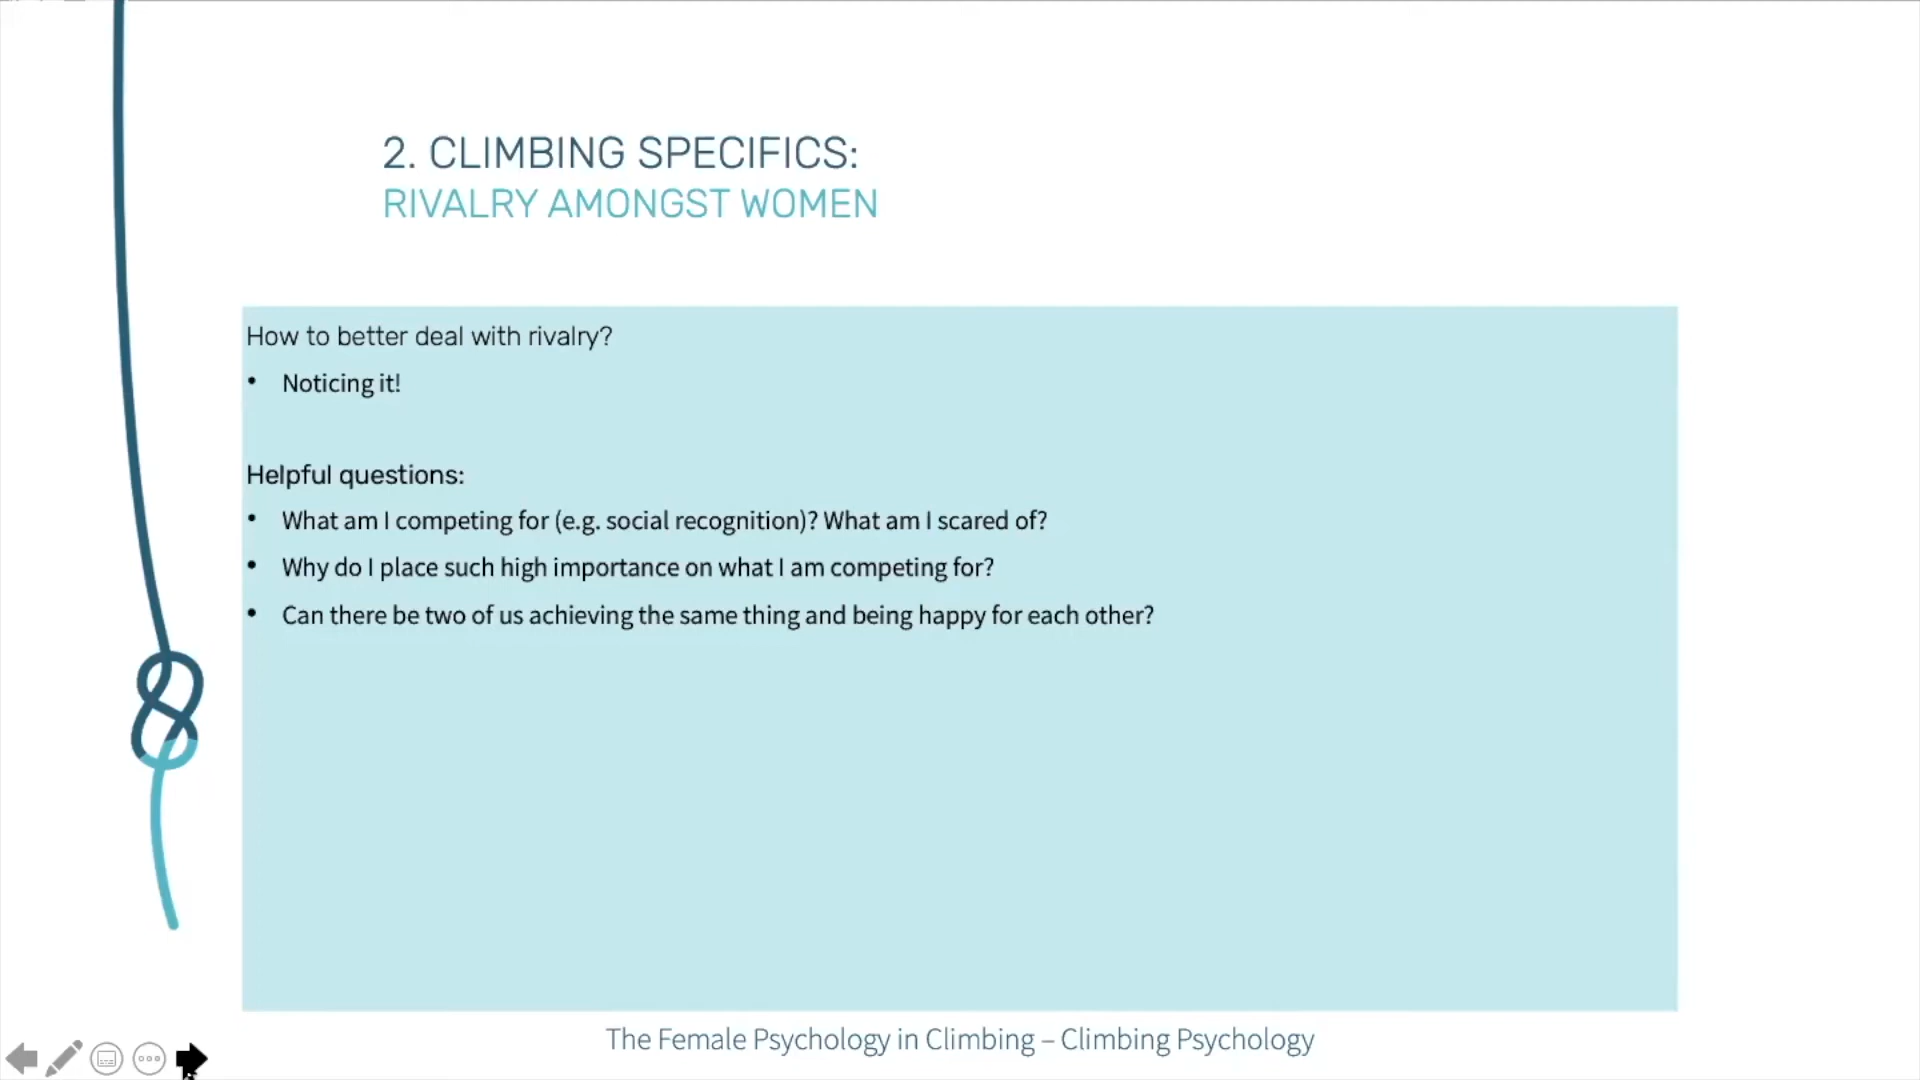 2. CLIMBING SPECIFICS:
RIVALRY AMONGST WOMEN
How to better deal with rivalry?
• Noticing it!
Helpful questions:
• What am I competing for (e.g. social recognition)? What am I scared of?
• Why do I place such high importance on what I am competing for?
• Can there be two of us achieving the same thing and being happy for each other?
The Female Psychology in Climbing – Climbing Psychology